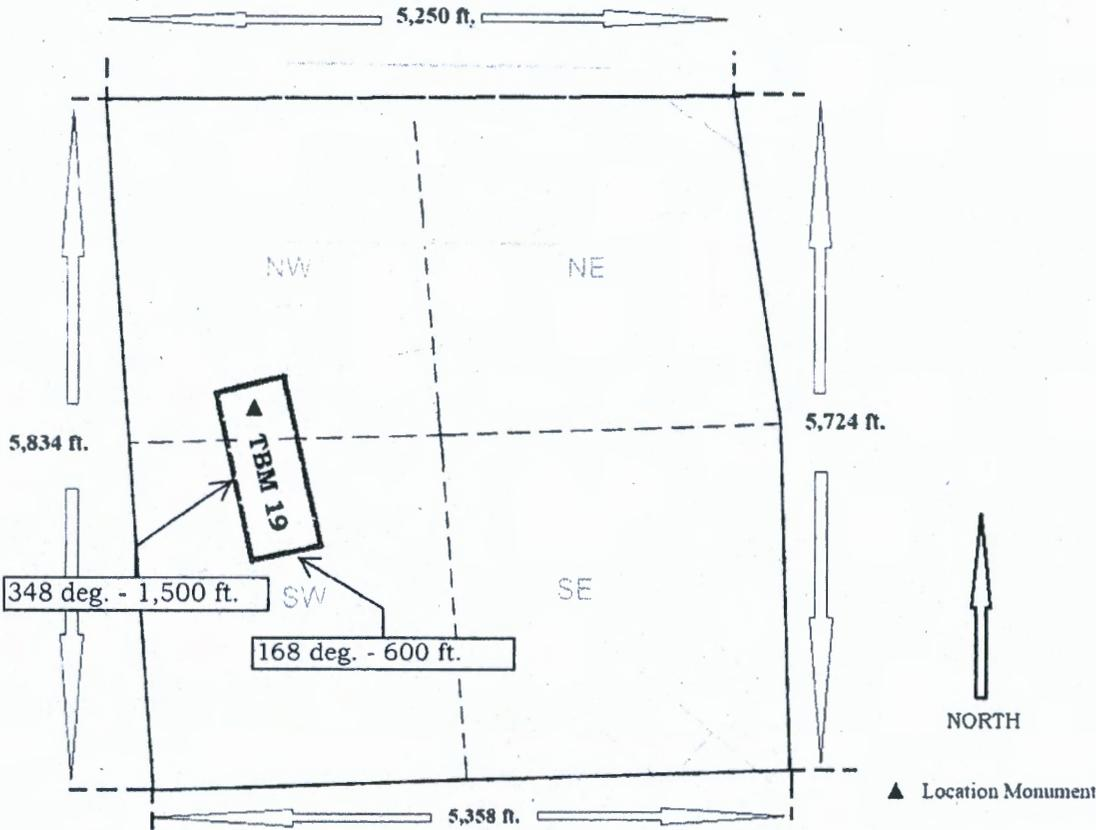 5,250 ft.
NW
NE
5,834 ft.
5,724 ft.
TBM 19
348 deg. - 1,500 ft.
SW
SE
168 deg. - 600 ft.
NORTH
5,358 ft.
▲ Location Monument